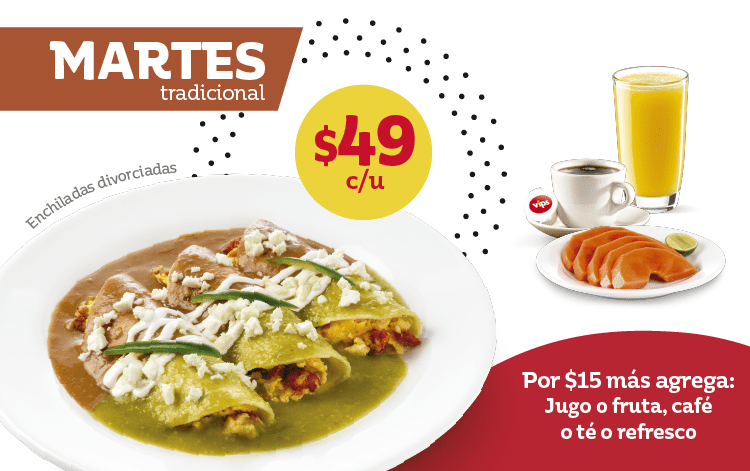 MARTES
tradicional
$49
c/u
Enchiladas divorciadas
vips
Por $15 más agrega:
Jugo o fruta, café
o té o refresco